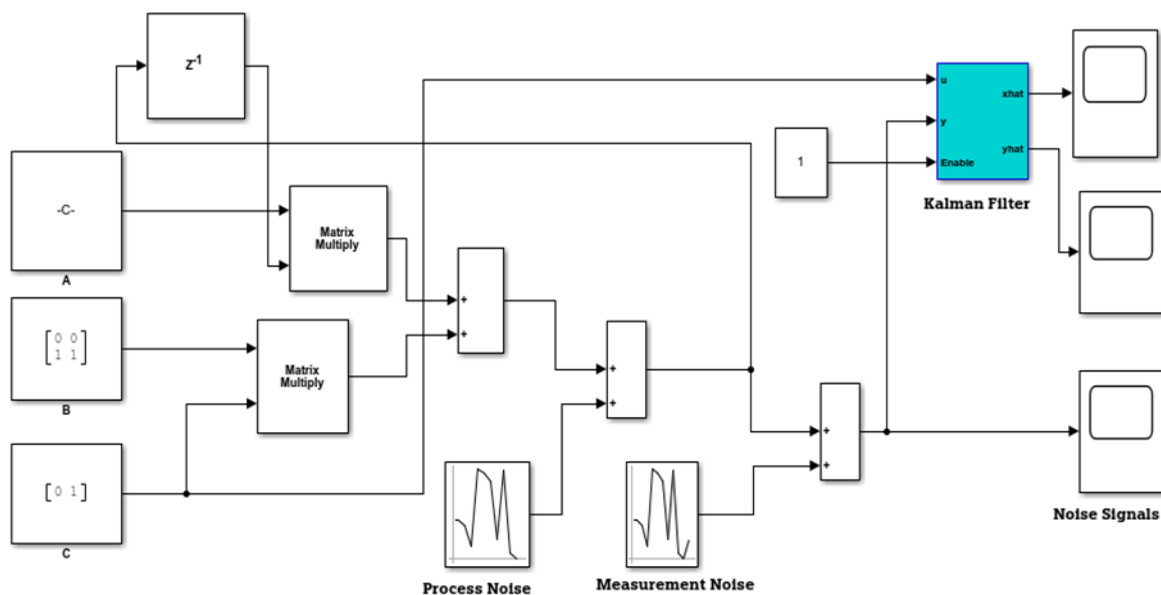 Z-1
-C-
A
[0 0
1 1]
B
[0 1]
C
Matrix
Multiply
Matrix
Multiply
+
+
+
+
+
+
Process Noise
Measurement Noise
1
u
y
Enable
xhat
yhat
Kalman Filter
Noise Signals